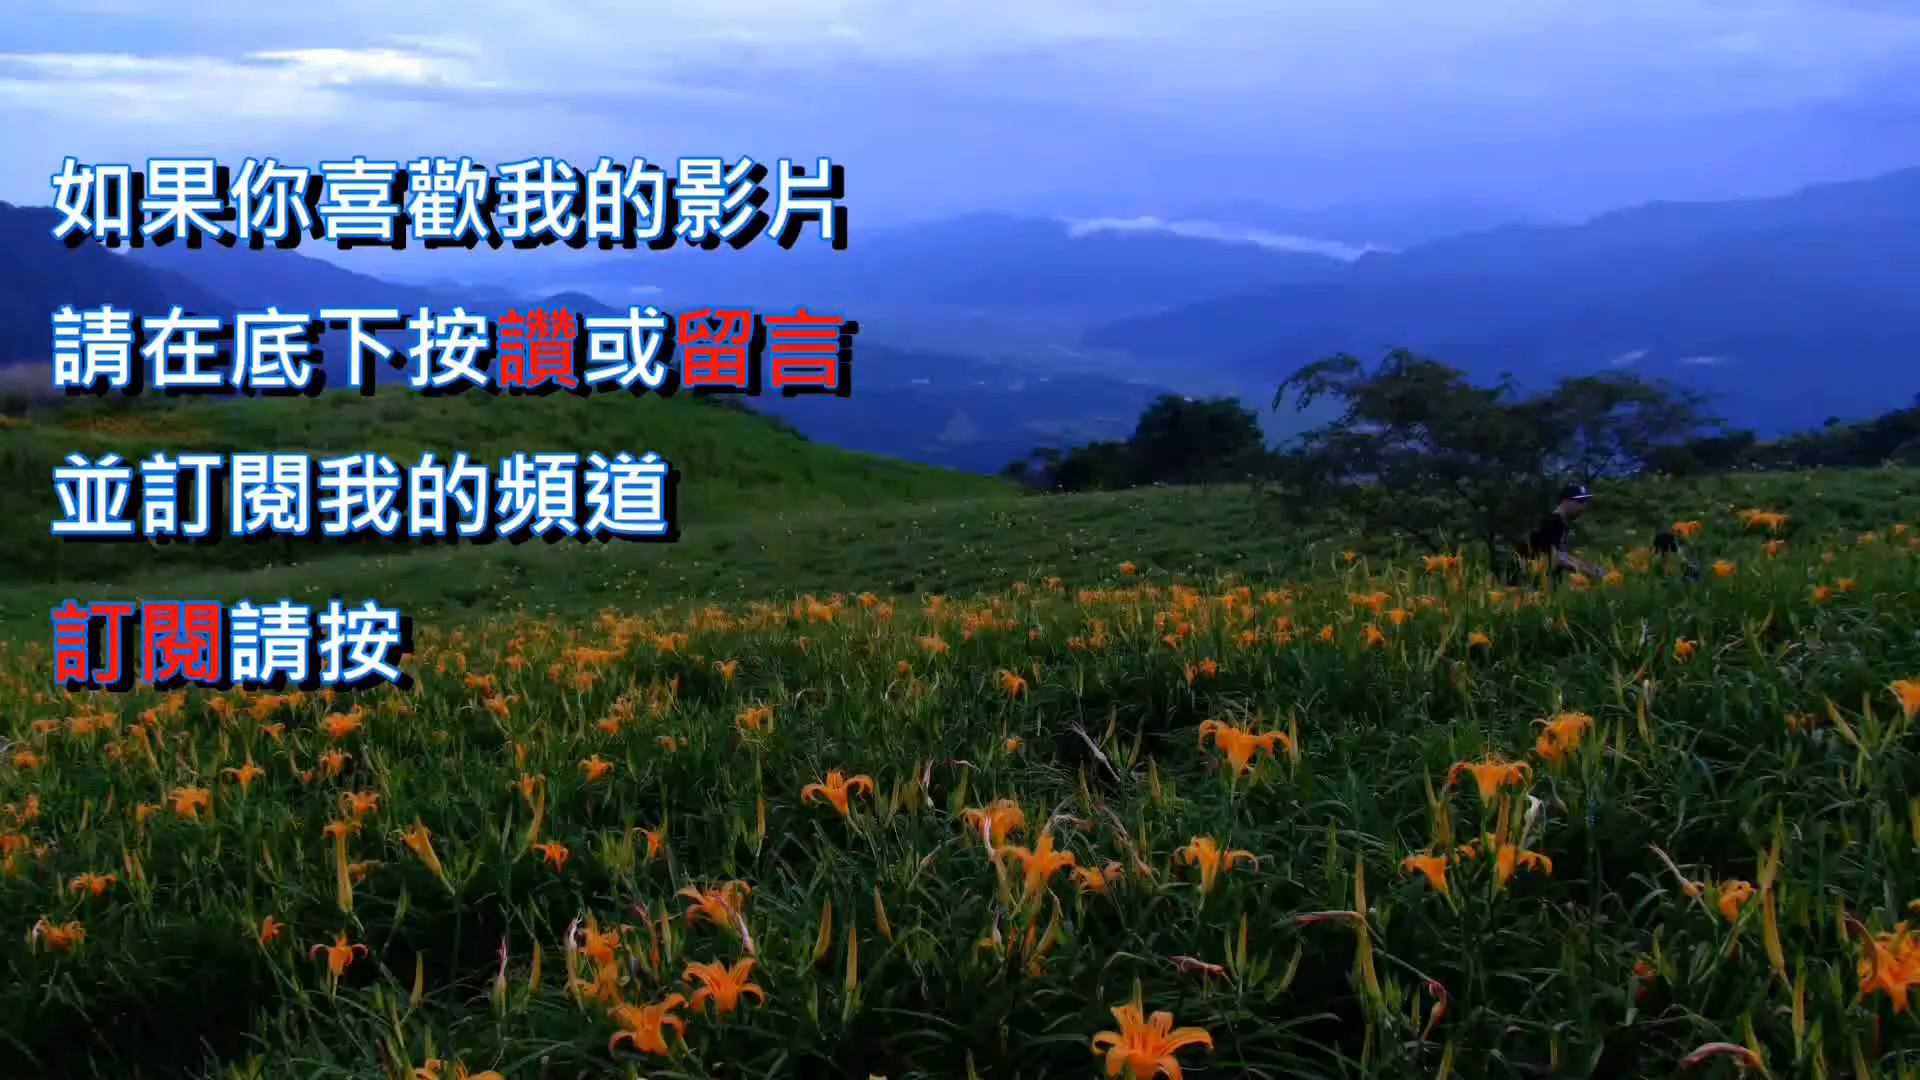 如果你喜歡我的影片
請在底下按讚或留言
並訂閱我的頻道
訂閱請按